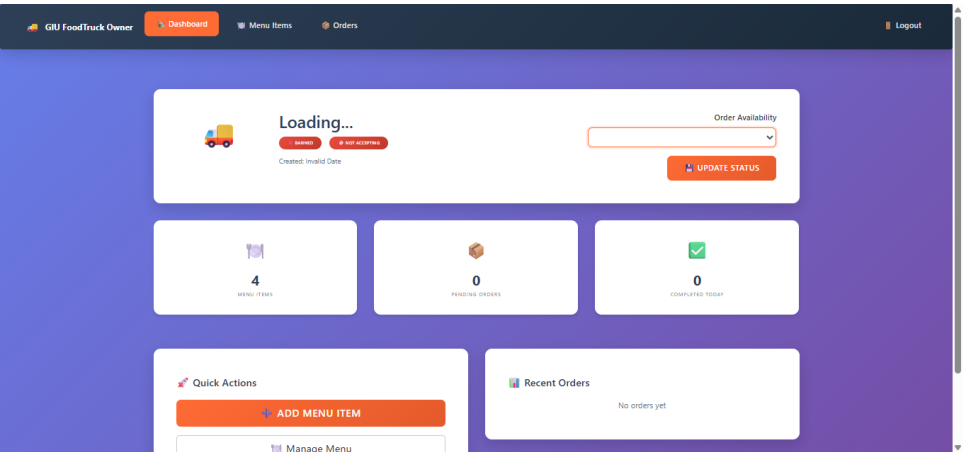 GIU FoodTruck Owner
Dashboard
Menu Items
Orders
Logout
Loading...
BANNED
NOT ACCEPTING
Created: Invalid Date
Order Availability
UPDATE STATUS
4
MENU ITEMS
0
PENDING ORDERS
0
COMPLETED TODAY
Quick Actions
ADD MENU ITEM
Manage Menu
Recent Orders
No orders yet